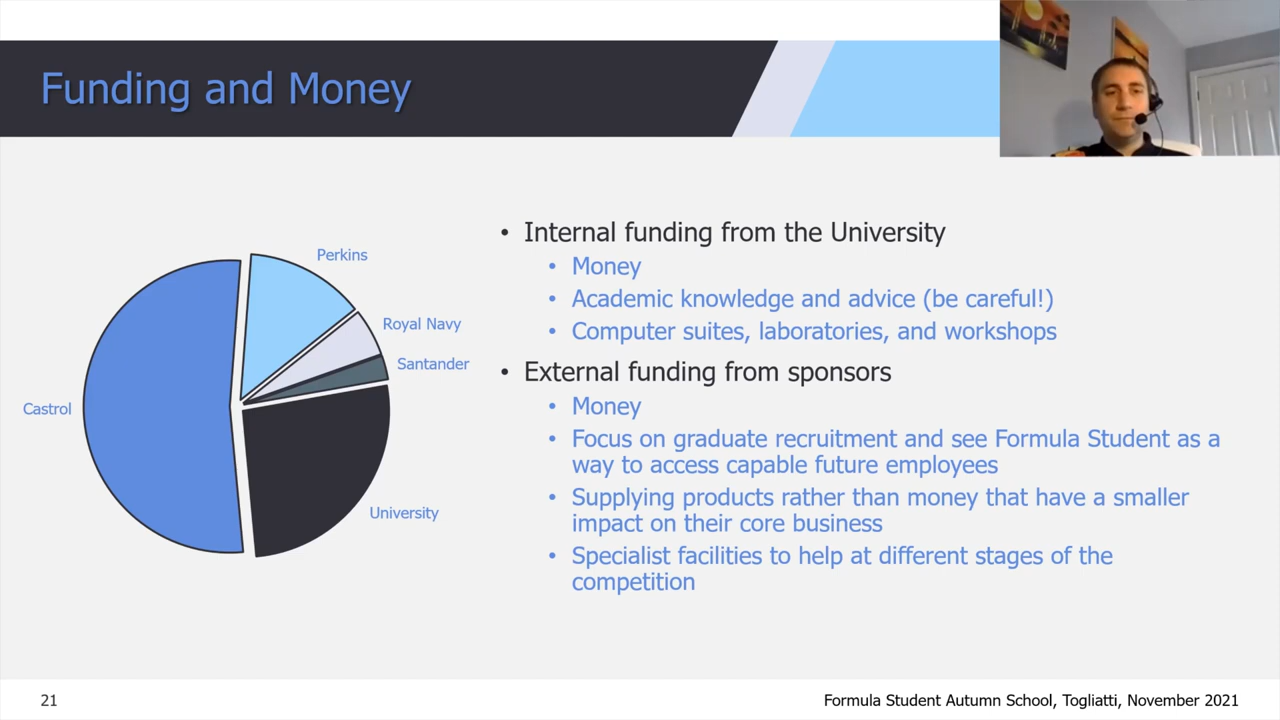 Funding and Money
Perkins
Royal Navy
Santander
Castrol
University
• Internal funding from the University
• Money
• Academic knowledge and advice (be careful!)
• Computer suites, laboratories, and workshops
• External funding from sponsors
• Money
• Focus on graduate recruitment and see Formula Student as a
way to access capable future employees
• Supplying products rather than money that have a smaller
impact on their core business
• Specialist facilities to help at different stages of the
competition
21
Formula Student Autumn School, Togliatti, November 2021